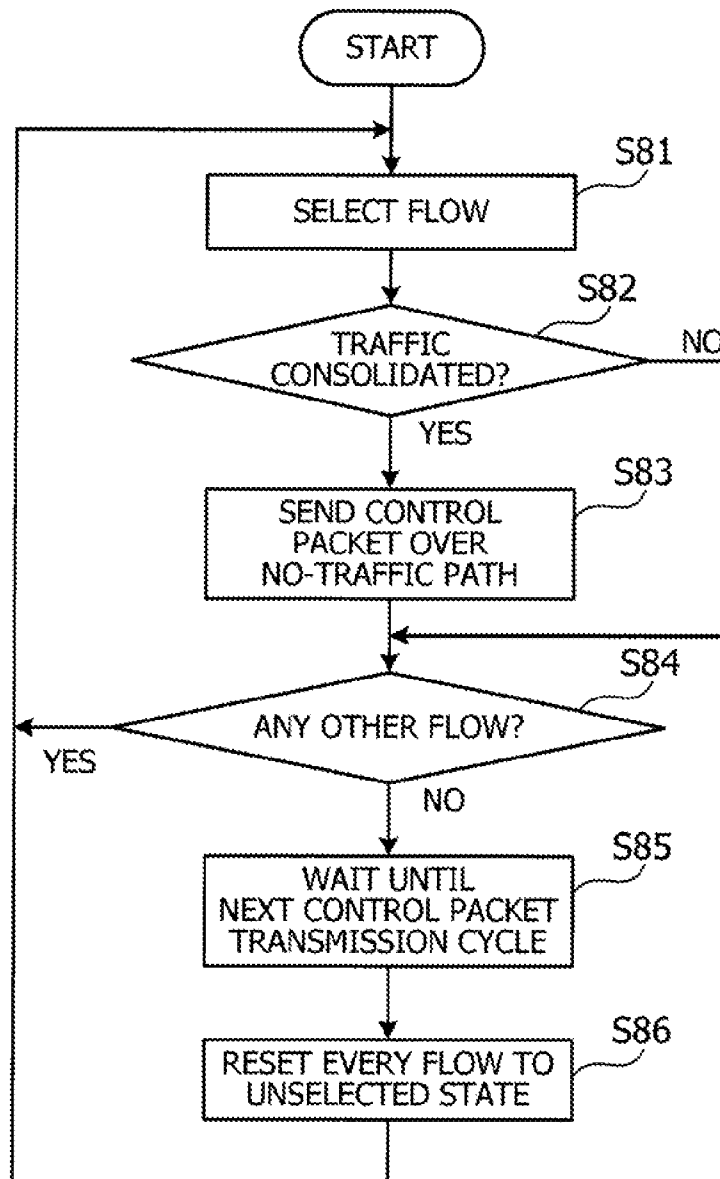 START
S81
SELECT FLOW
S82
TRAFFIC
CONSOLIDATED?
NO
YES
S83
SEND CONTROL
PACKET OVER
NO-TRAFFIC PATH
S84
ANY OTHER FLOW?
YES
NO
S85
WAIT UNTIL
NEXT CONTROL PACKET
TRANSMISSION CYCLE
S86
RESET EVERY FLOW TO
UNSELECTED STATE